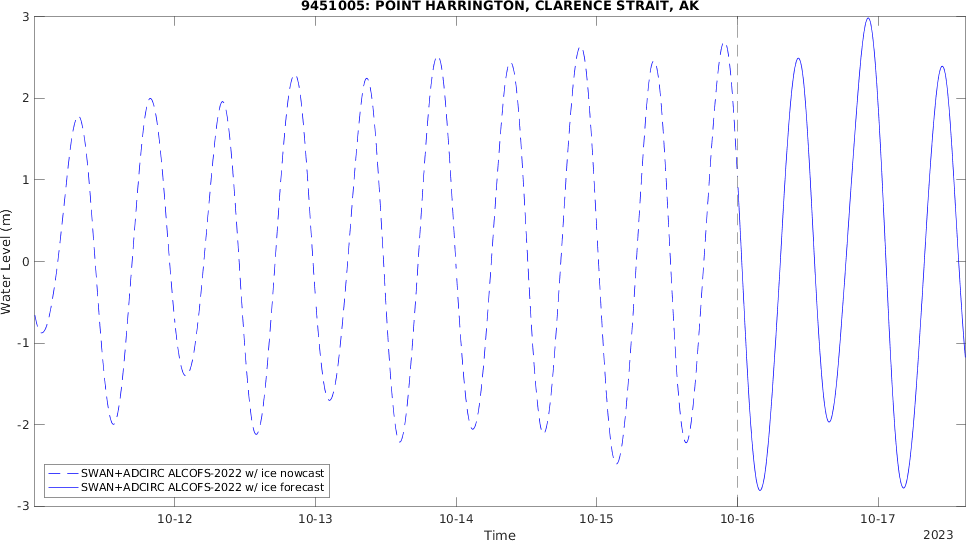 9451005: POINT HARRINGTON, CLARENCE STRAIT, AK
3
2
1
0
-1
-2
-3
Water Level (m)
SWAN+ADCIRC ALCOFS-2022 w/ ice nowcast
SWAN+ADCIRC ALCOFS-2022 w/ ice forecast
10-12 10-13 10-14 10-15 10-16 10-17
Time
2023